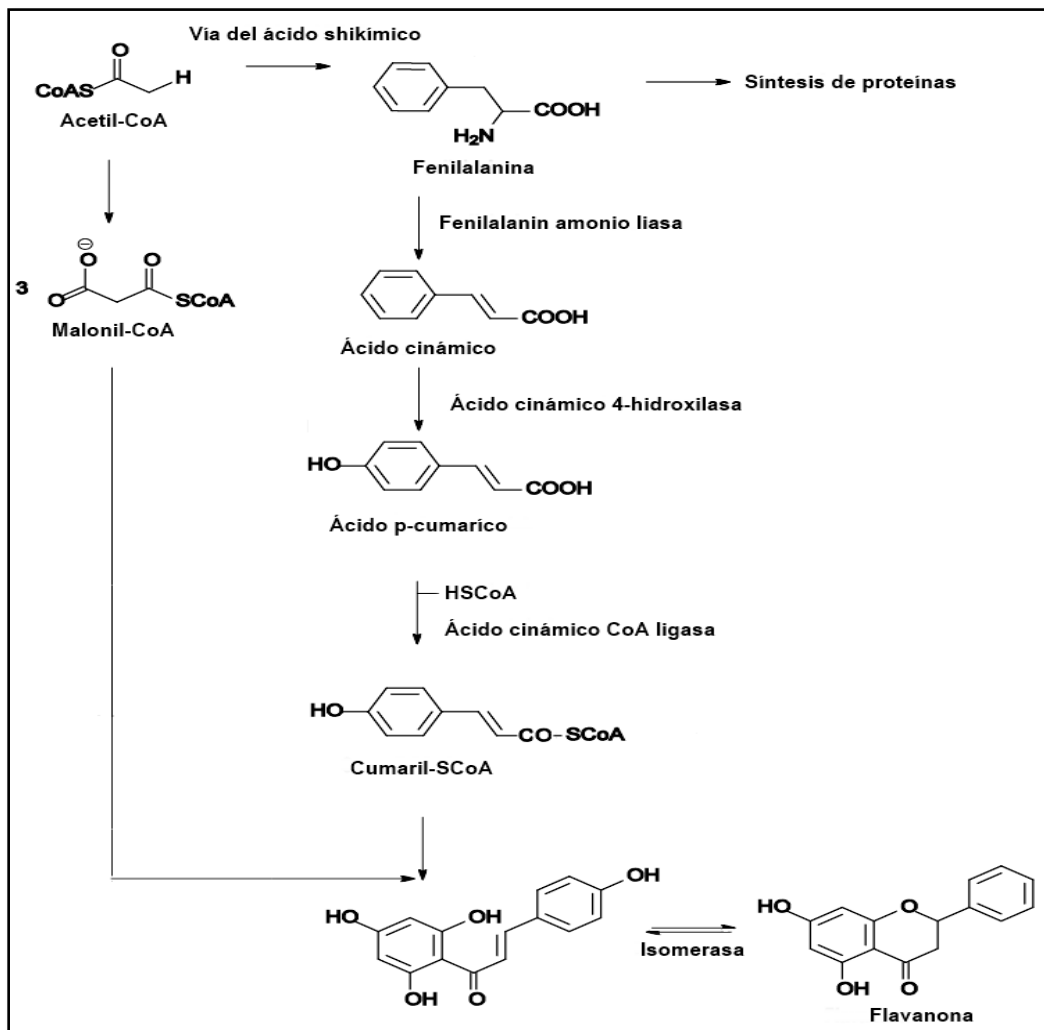 Vía del ácido shikímico
O
H
CoAS
Acetil-CoA
COOH
H₂N
Fenilalanina
Síntesis de proteínas
Fenilalanin amonio liasa
⊖
O
O
3
O
SCoA
Malonil-CoA
COOH
Ácido cinámico
Ácido cinámico 4-hidroxilasa
HO
COOH
Ácido p-cumaríco
HSCoA
Ácido cinámico CoA ligasa
HO
CO-SCoA
Cumaril-SCoA
OH
HO
OH
OH
O
Isomerasa
HO
O
OH
O
Flavanona